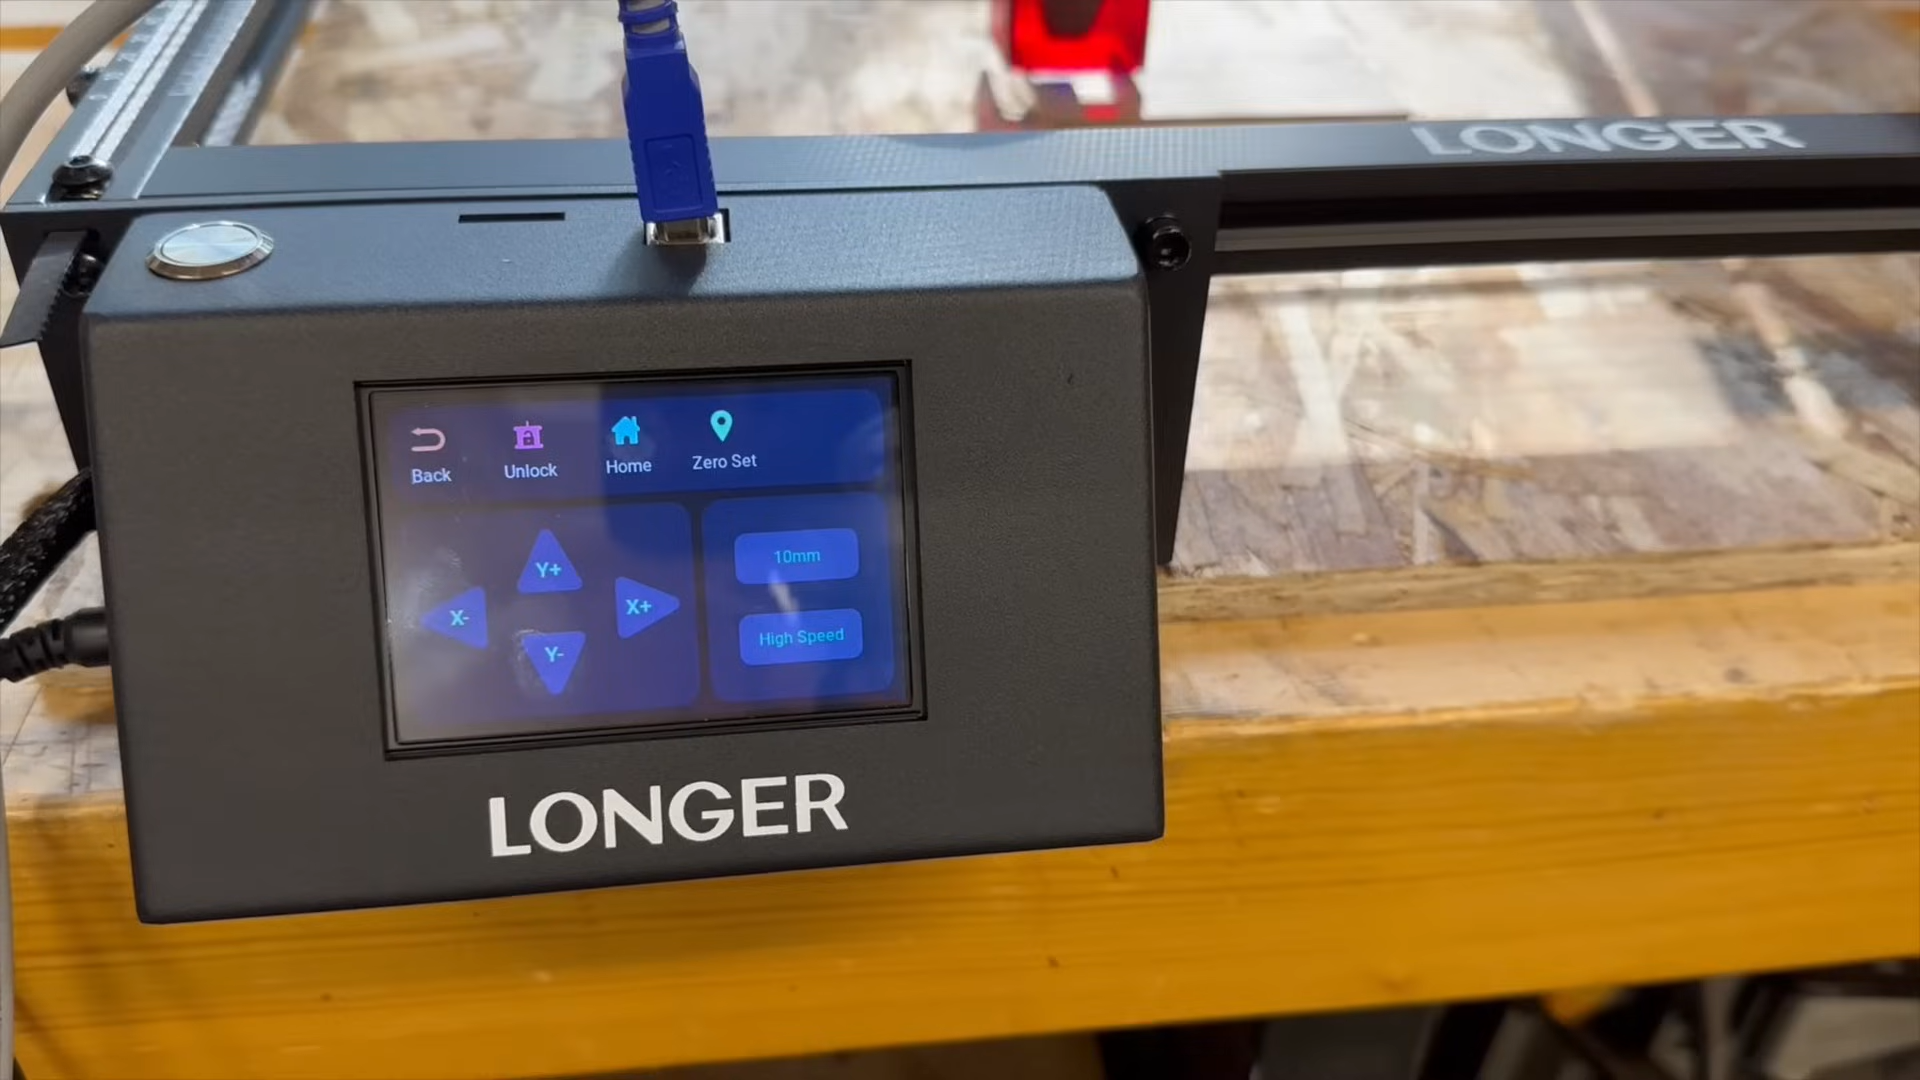 LONGER
Back
Unlock
Home
Zero Set
Y+
X-
X+
Y-
10mm
High Speed
LONGER